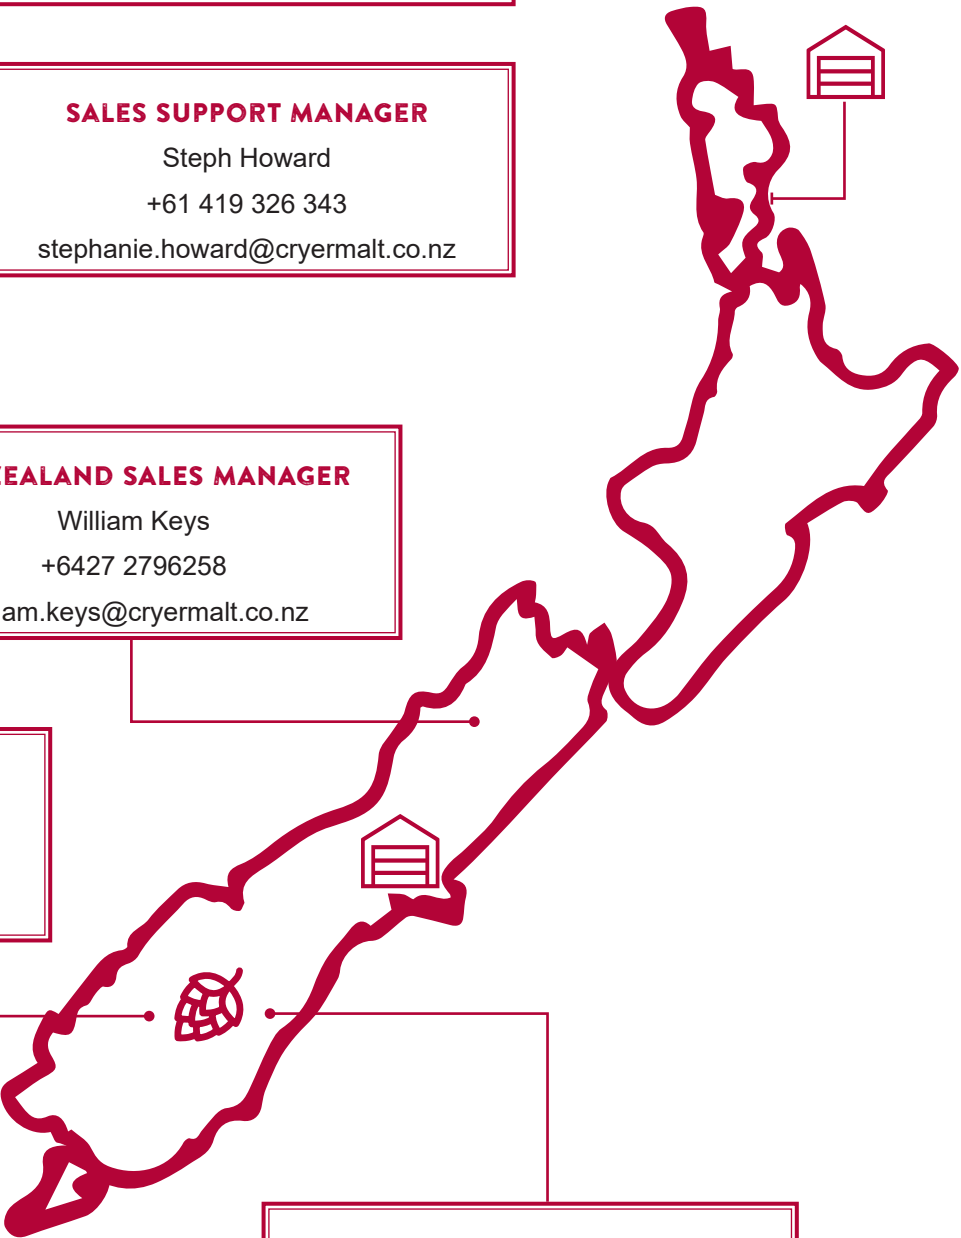 SALES SUPPORT MANAGER
Steph Howard
+61 419 326 343
stephanie.howard@cryermalt.co.nz
ZEALAND SALES MANAGER
William Keys
+6427 2796258
am.keys@cryermalt.co.nz